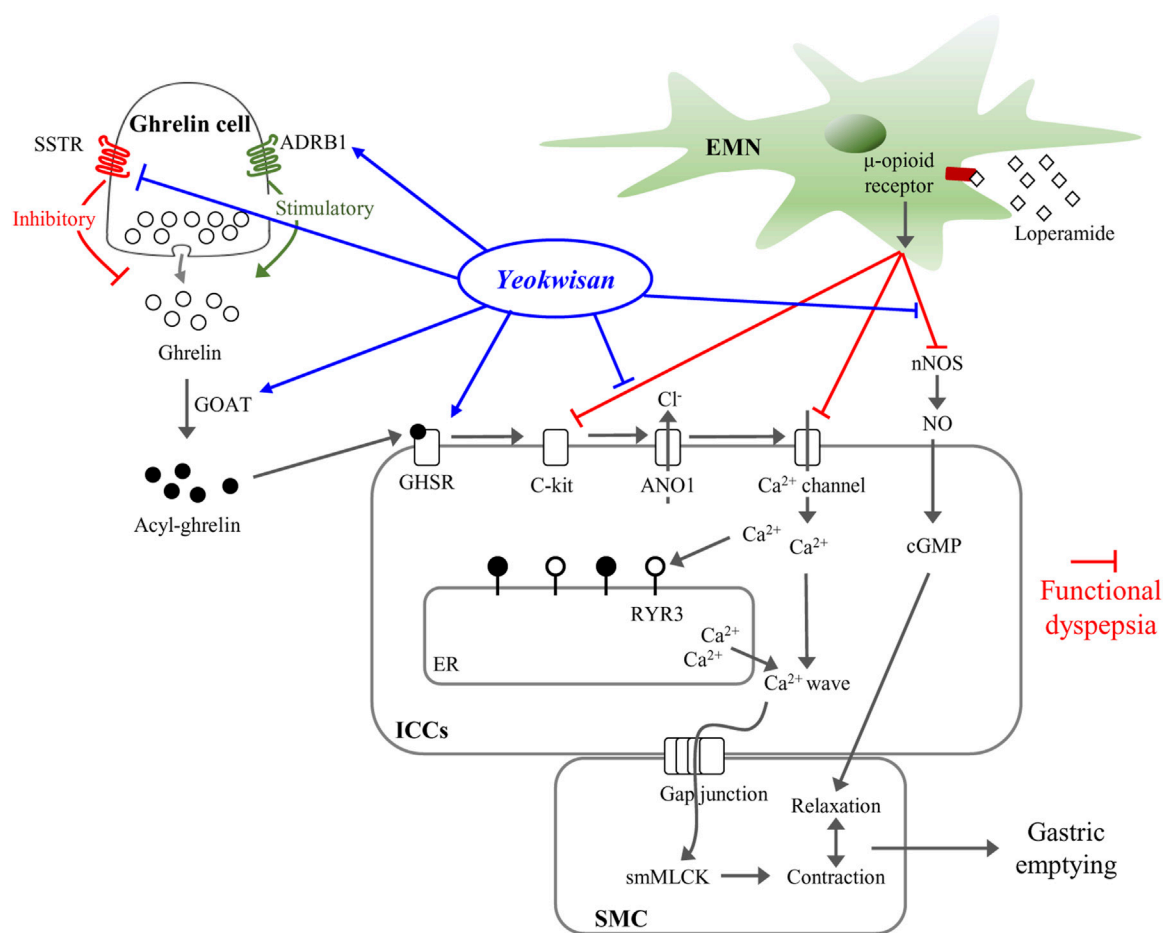 Ghrelin cell
SSTR
ADRB1
Inhibitory
Stimulatory
Ghrelin
GOAT
Acyl-ghrelin
Yeokwisan
EMN
μ-opioid
receptor
Loperamide
nNOS
NO
cGMP
Cl-
GHSR
C-kit
ANO1
Ca2+ channel
Ca2+
Ca2+
RYR3
Ca2+
Ca2+
ER
Ca2+ wave
ICCs
Gap junction
Relaxation
smMLCK
Contraction
SMC
Functional
dyspepsia
Gastric
emptying